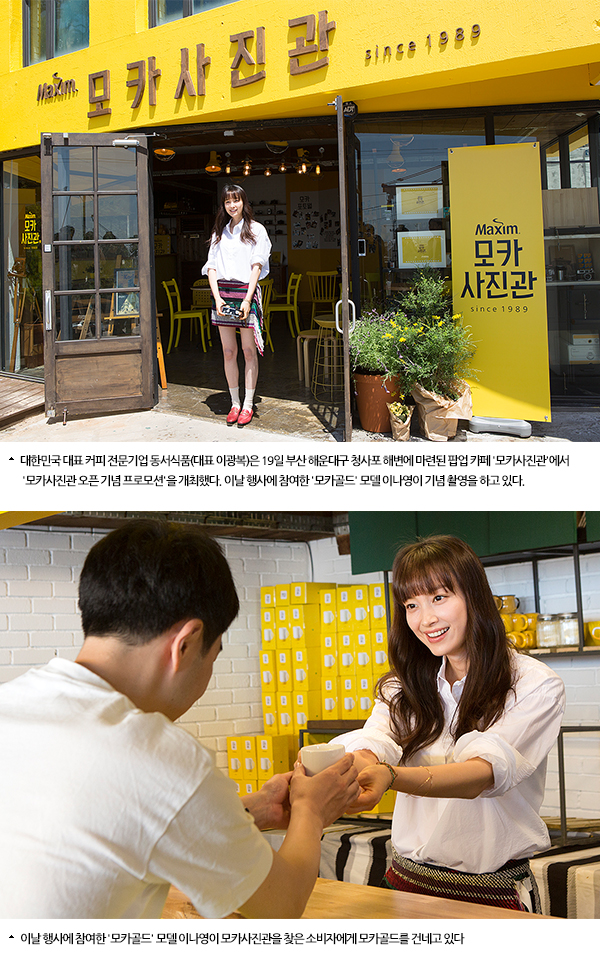 Maxim. 모카사진관 since 1989
Maxim
모카
사진관
Maxim
모카
사진관
since 1989
대한민국 대표 커피 전문기업 동서식품(대표 이광복)은 19일 부산 해운대구 청사포 해변에 마련된 팝업 카페 '모카사진관'에서
'모카사진관 오픈 기념 프로모션'을 개최했다. 이날 행사에 참여한 '모카골드' 모델 이나영이 기념 촬영을 하고 있다.
이날 행사에 참여한 '모카골드' 모델 이나영이 모카사진관을 찾은 소비자에게 모카골드를 건네고 있다